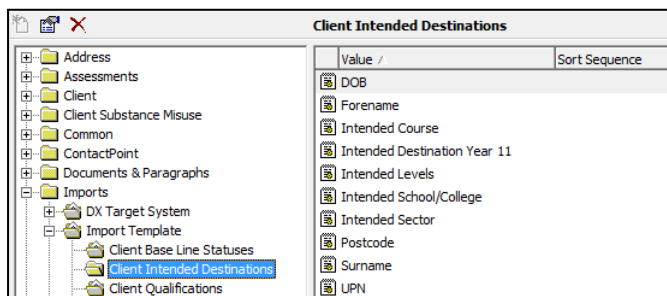 Client Intended Destinations
Address
Assessments
Client
Client Substance Misuse
Common
ContactPoint
Documents & Paragraphs
Imports
DX Target System
Import Template
Client Base Line Statuses
Client Intended Destinations
Client Qualifications
Value Sort Sequence
DOB
Forename
Intended Course
Intended Destination Year 11
Intended Levels
Intended School/College
Intended Sector
Postcode
Surname
UPN